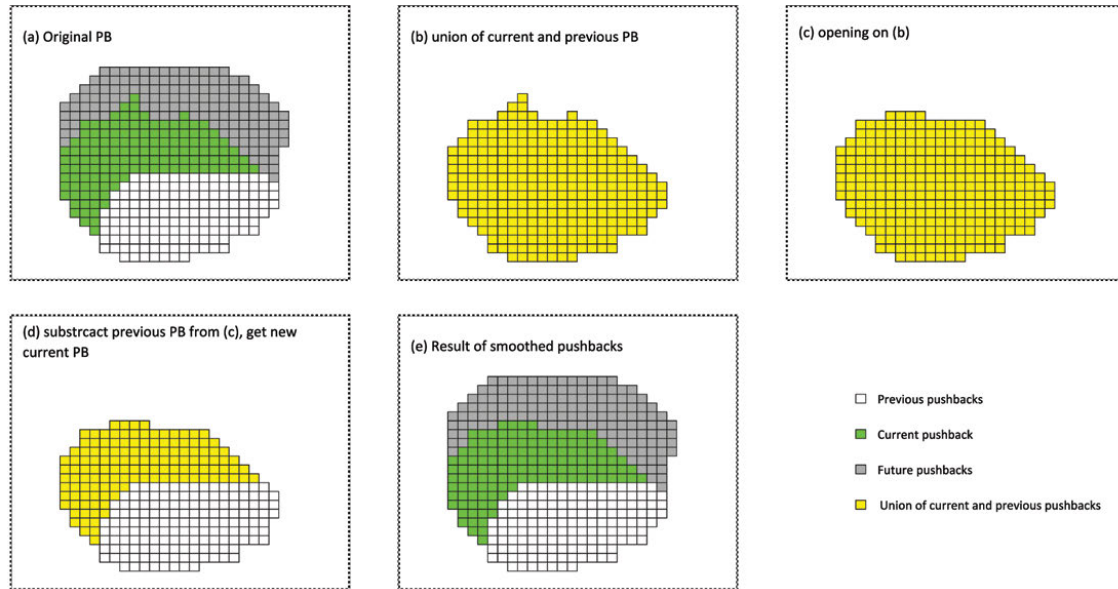 (a) Original PB
(b) union of current and previous PB
(c) opening on (b)
(d) substrcact previous PB from (c), get new
current PB
(e) Result of smoothed pushbacks
Previous pushbacks
Current pushback
Future pushbacks
Union of current and previous pushbacks